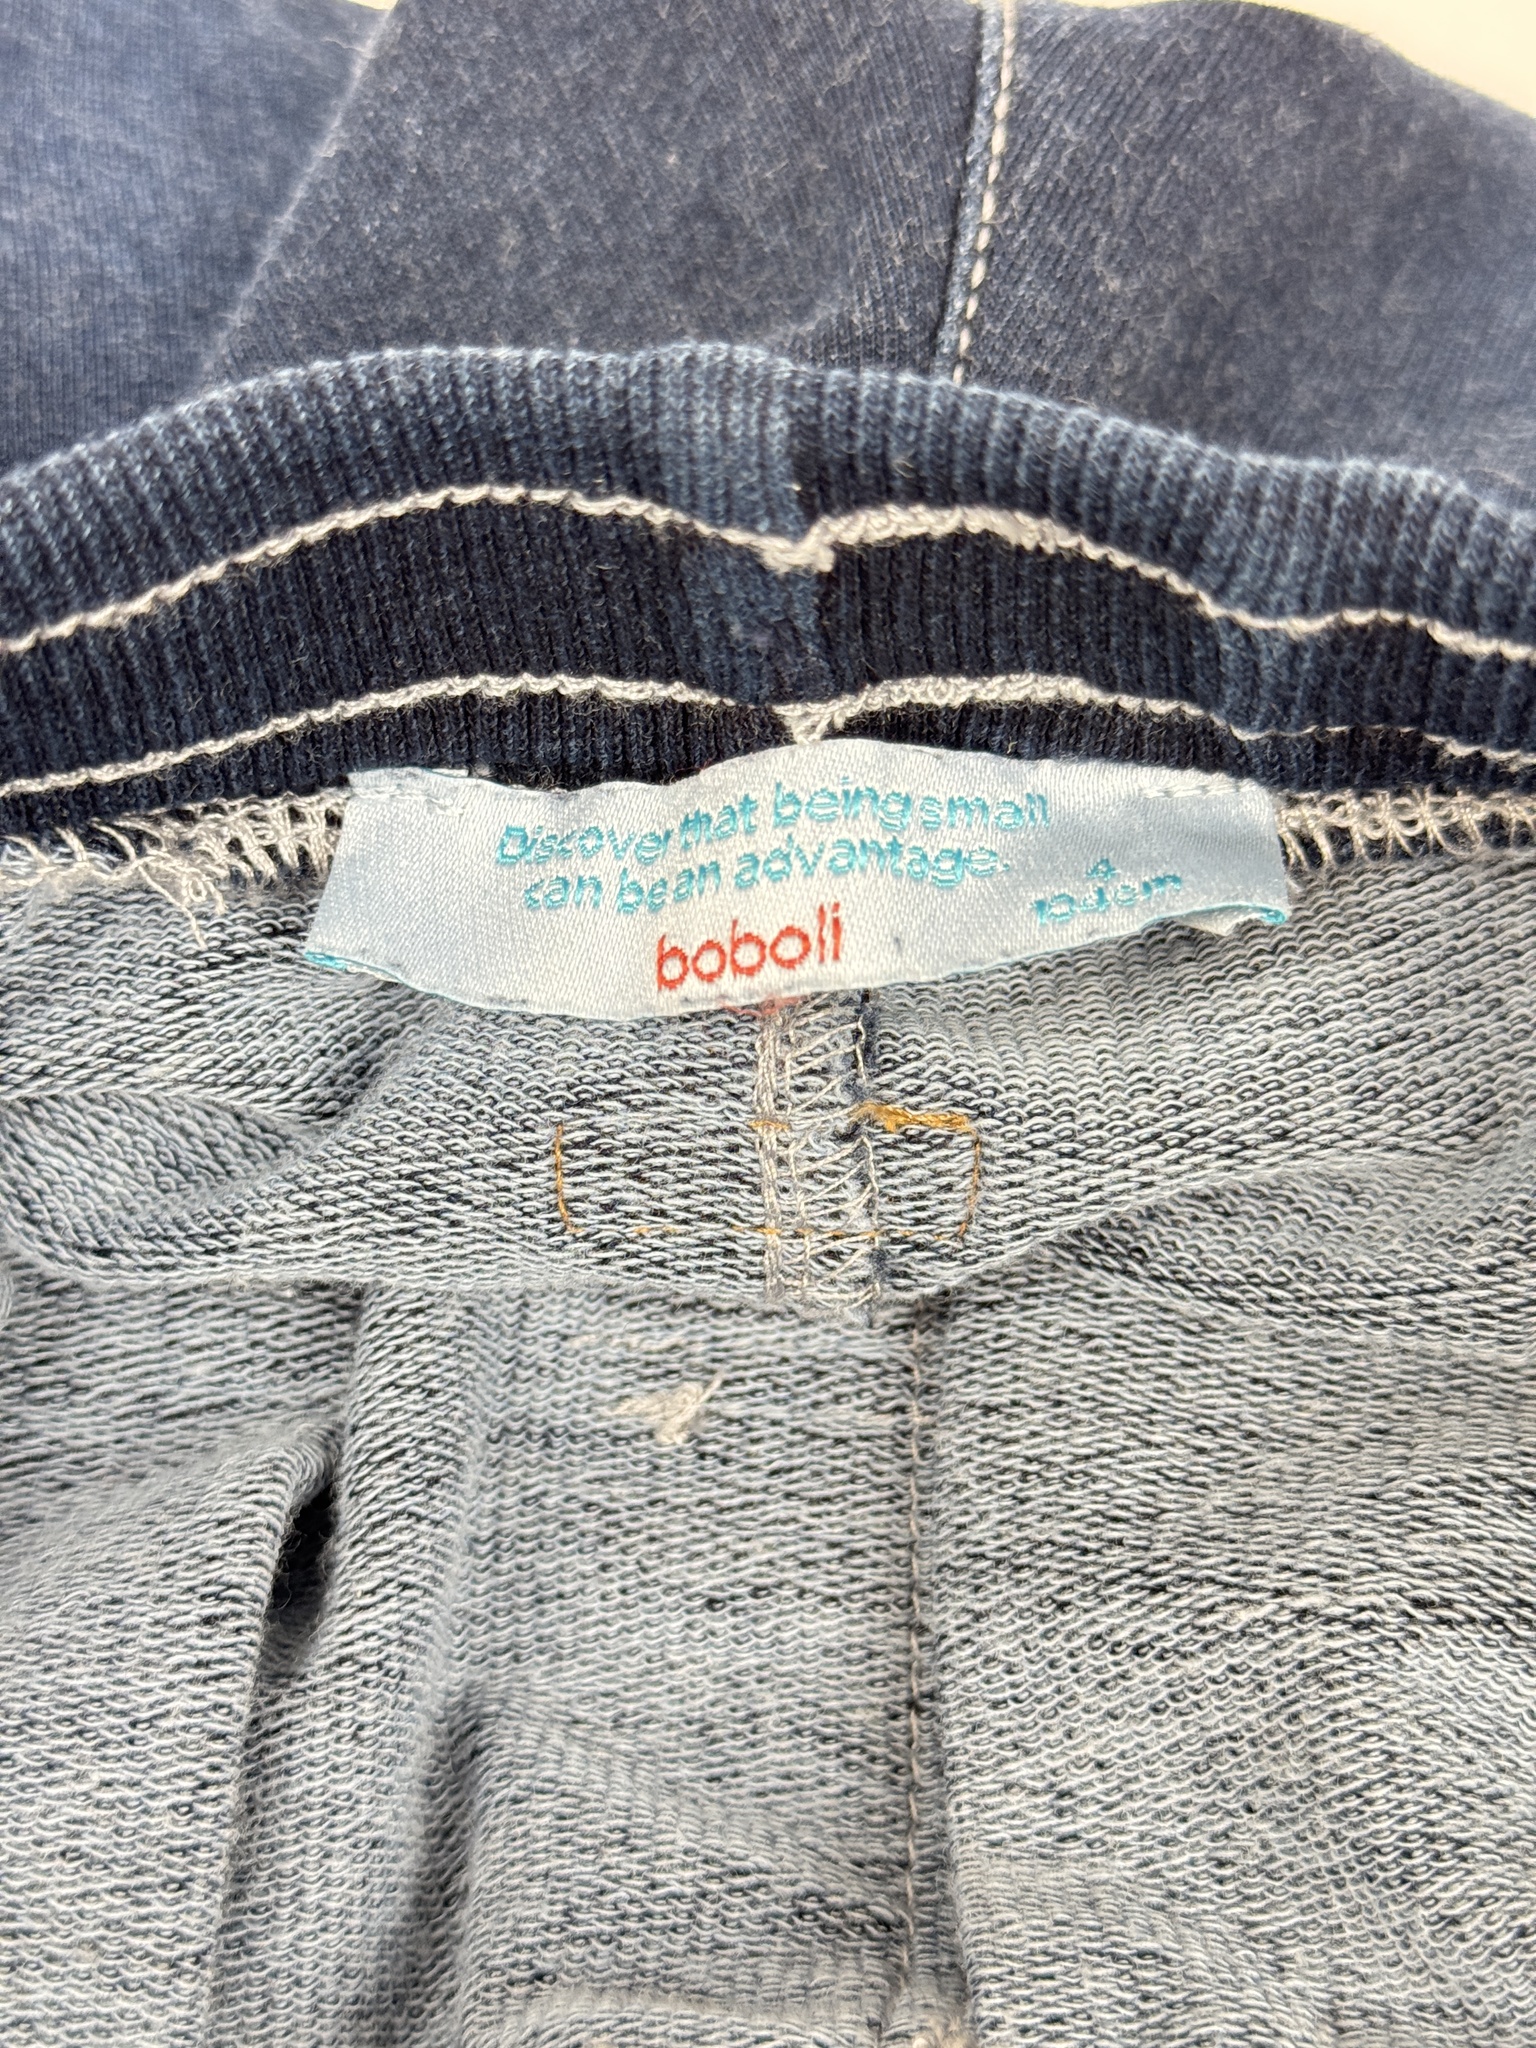 Discover that being small
can be an advantage.
4
104cm
boboli